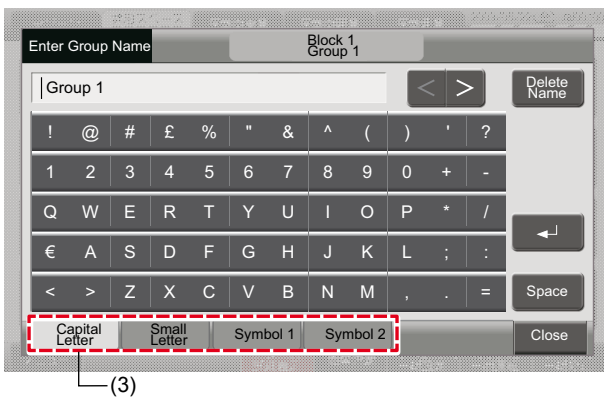 Enter Group Name
Block 1
Group 1
Group 1
< >
Delete
Name
! @ # £ % " & ^ ( ) ' ?
1 2 3 4 5 6 7 8 9 0 + -
Q W E R T Y U I O P * /
€ A S D F G H J K L ; :
< > Z X C V B N M , . =
Space
Capital
Letter
Small
Letter
Symbol 1
Symbol 2
Close
(3)